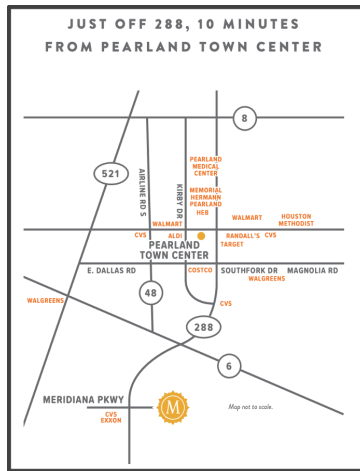 JUST OFF 288, 10 MINUTES
FROM PEARLAND TOWN CENTER
8
PEARLAND
MEDICAL
CENTER
521
AIRLINE RD S
KIRBY DR
MEMORIAL
HERMANN
PEARLAND
HEB
WALMART
WALMART
HOUSTON
METHODIST
CVS
ALDI
RANDALL'S
CVS
TARGET
PEARLAND
TOWN CENTER
E. DALLAS RD
COSTCO
SOUTHFORK DR
MAGNOLIA RD
WALGREENS
WALGREENS
48
CVS
288
6
MERIDIANA PKWY
M
Map not to scale.
CVS
EXXON